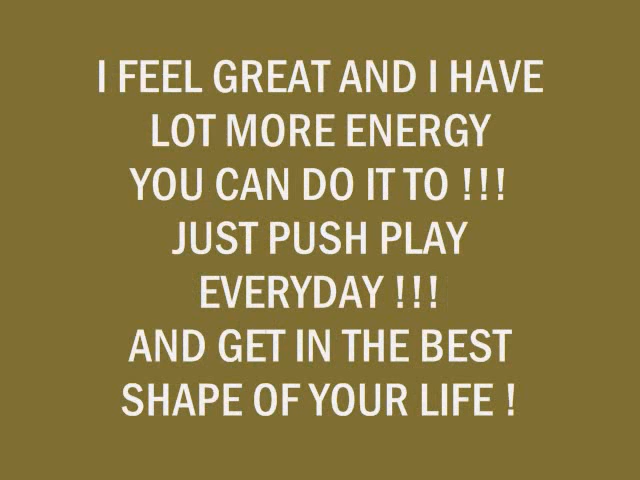 I FEEL GREAT AND I HAVE
LOT MORE ENERGY
YOU CAN DO IT TO !!!
JUST PUSH PLAY
EVERYDAY !!!
AND GET IN THE BEST
SHAPE OF YOUR LIFE !